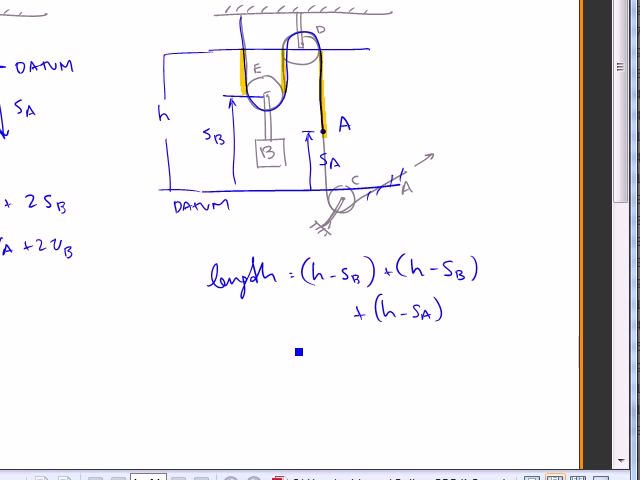 D
DATUM
E
SA
h
A
SB
B
SA
C
A
+ 2SB
DATUM
A + 2VB
length = (h - SB) + (h - SB)
+ (h - SA)